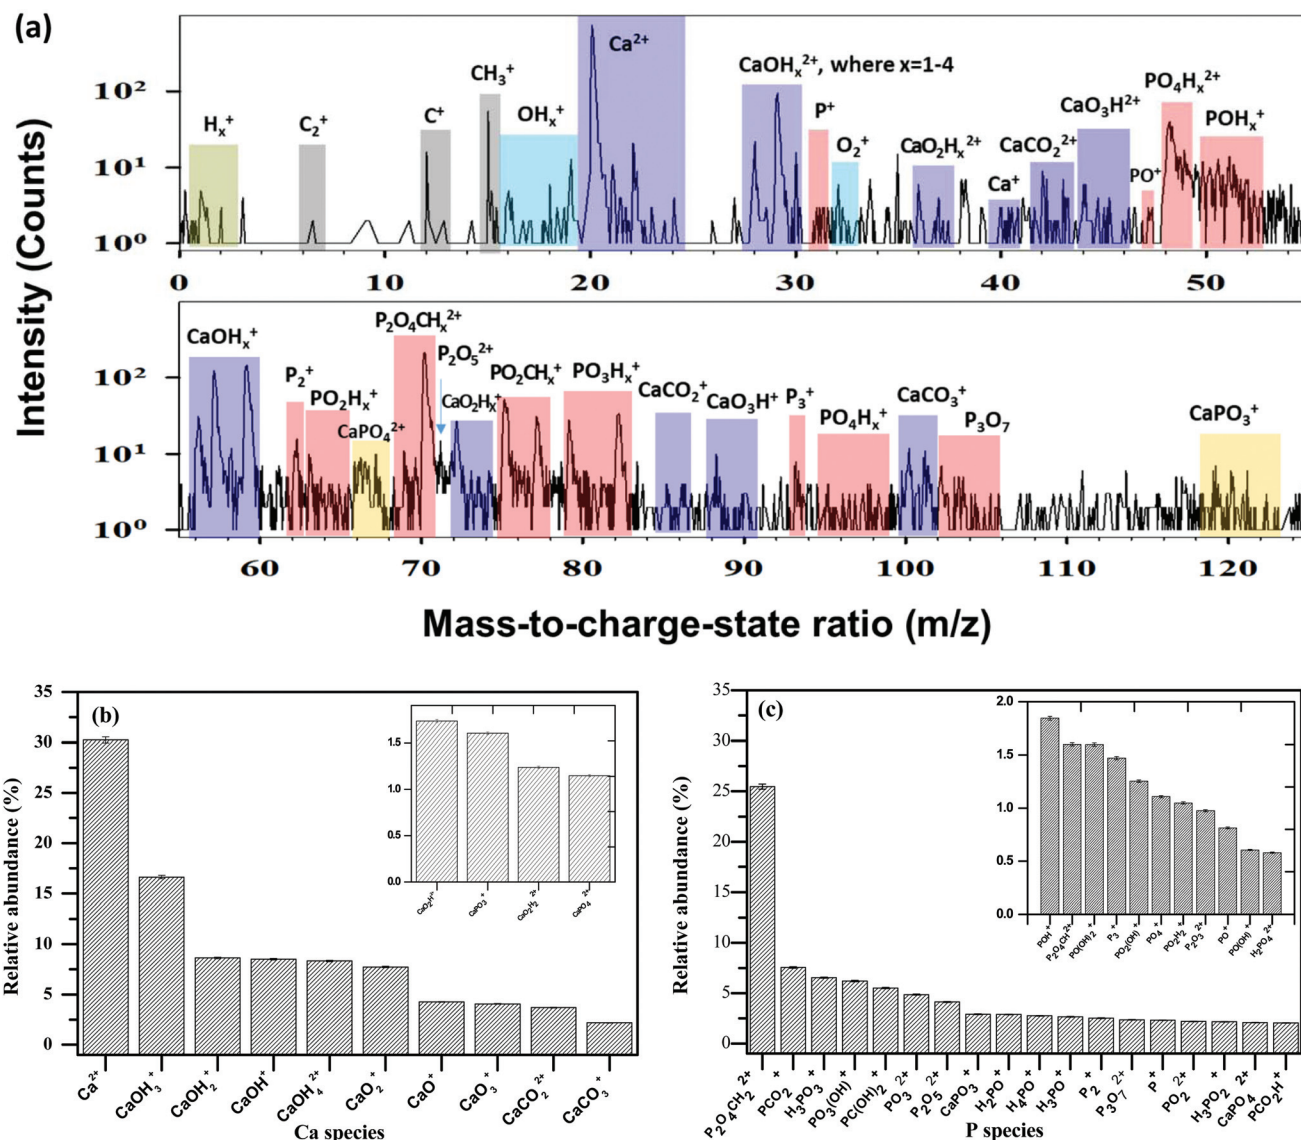 (a)
Intensity (Counts)
10²
10¹
10⁰
Hₓ⁺
C₂⁺
C⁺
CH₃⁺
OHₓ⁺
Ca²⁺
CaOHₓ²⁺, where x=1-4
P⁺
O₂⁺
CaO₂Hₓ²⁺
Ca⁺
CaCO₂²⁺
CaO₃H²⁺
PO⁺
PO₄Hₓ²⁺
POHₓ⁺
0 10 20 30 40 50
10²
10¹
10⁰
CaOHₓ⁺
P₂⁺
PO₂Hₓ⁺
CaPO₄²⁺
P₂O₄CHₓ²⁺
P₂O₅²⁺
CaO₂Hₓ⁺
PO₂CHₓ⁺
PO₃Hₓ⁺
CaCO₂⁺
CaO₃H⁺
P₃⁺
PO₄Hₓ⁺
CaCO₃⁺
P₃O₇
CaPO₃⁺
60 70 80 90 100 110 120
Mass-to-charge-state ratio (m/z)
(b)
Relative abundance (%)
35
30
25
20
15
10
5
0
Ca²⁺
CaOH₃⁺
CaOH₂⁺
CaOH⁺
CaOH₄²⁺
CaO₂⁺
CaO⁺
CaO₃⁺
CaCO₂²⁺
CaCO₃⁺
Ca species
1.5
1.0
0.5
0.0
CaPO₃⁺
CaO₂H₂²⁺
CaPO₄²⁺
(c)
Relative abundance (%)
35
30
25
20
15
10
5
0
P₂O₄CH₂²⁺
PCO₂⁺
H₃PO₃⁺
PO₃(OH)⁺
PC(OH)₂⁺
PO₃²⁺
P₂O₅²⁺
CaPO₃⁺
H₂PO⁺
H₄PO⁺
H₃PO⁺
P₂⁺
P₃O₇²⁺
P⁺
PO₂²⁺
H₃PO₂⁺
CaPO₄²⁺
PCO₂H⁺
P species
2.0
1.5
1.0
0.5
0.0
POH⁺
P₂O₄CH²⁺
PO(OH)₂⁺
P₃⁺
PO₂(OH)⁺
PO₄⁺
PO₂H₂⁺
P₂O₃²⁺
PO⁺
PO(OH)⁺
H₂PO₄²⁺